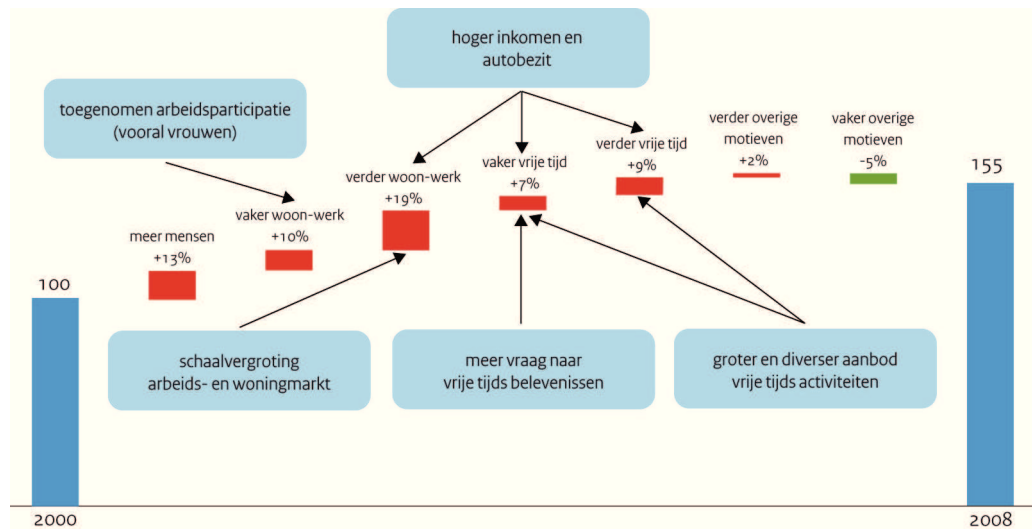 hoger inkomen en
autobezit
toegenomen arbeidsparticipatie
(vooral vrouwen)
meer mensen
+13%
vaker woon-werk
+10%
verder woon-werk
+19%
vaker vrije tijd
+7%
verder vrije tijd
+9%
verder overige
motieven
+2%
vaker overige
motieven
-5%
100
155
schaalvergroting
arbeids- en woningmarkt
meer vraag naar
vrije tijds belevenissen
groter en diverser aanbod
vrije tijds activiteiten
2000
2008